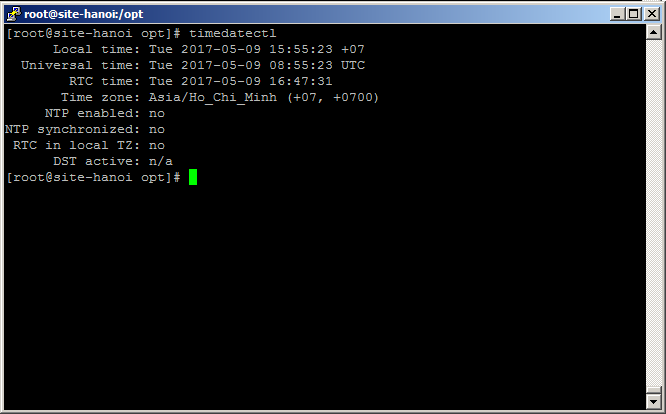 root@site-hanoi:/opt
[root@site-hanoi opt]# timedatectl
      Local time: Tue 2017-05-09 15:55:23 +07
  Universal time: Tue 2017-05-09 08:55:23 UTC
        RTC time: Tue 2017-05-09 16:47:31
       Time zone: Asia/Ho_Chi_Minh (+07, +0700)
     NTP enabled: no
NTP synchronized: no
 RTC in local TZ: no
      DST active: n/a
[root@site-hanoi opt]#